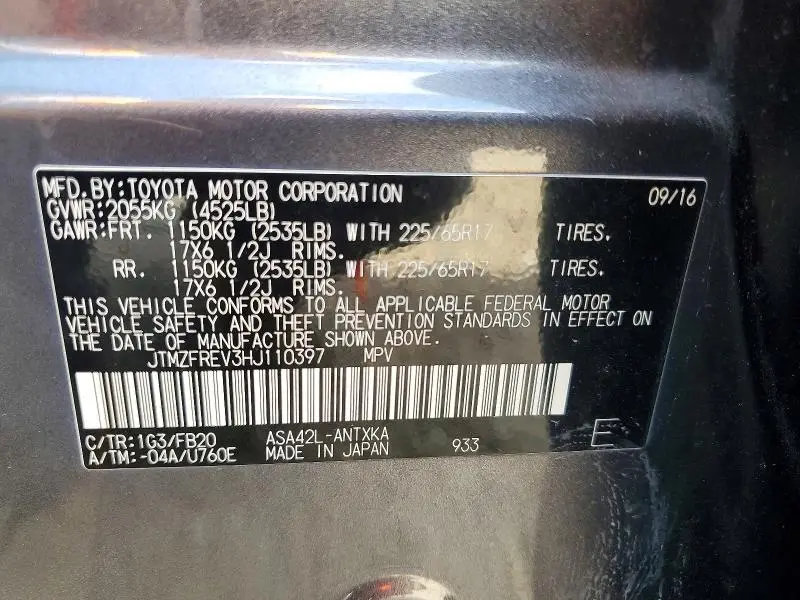 MFD.BY:TOYOTA MOTOR CORPORATION 09/16
GVWR:2055KG (4525LB)
GAWR:FRT. 1150KG (2535LB) WITH 225/65R17 TIRES.
17X6 1/2J RIMS.
RR. 1150KG (2535LB) WITH 225/65R17 TIRES.
17X6 1/2J RIMS.
THIS VEHICLE CONFORMS TO ALL APPLICABLE FEDERAL MOTOR
VEHICLE SAFETY AND THEFT PREVENTION STANDARDS IN EFFECT ON
THE DATE OF MANUFACTURE SHOWN ABOVE.
JTMZFREV3HJ110397 MPV
C/TR:1G3/FB20 ASA42L-ANTXKA
A/TM:-04A/U760E MADE IN JAPAN 933 E